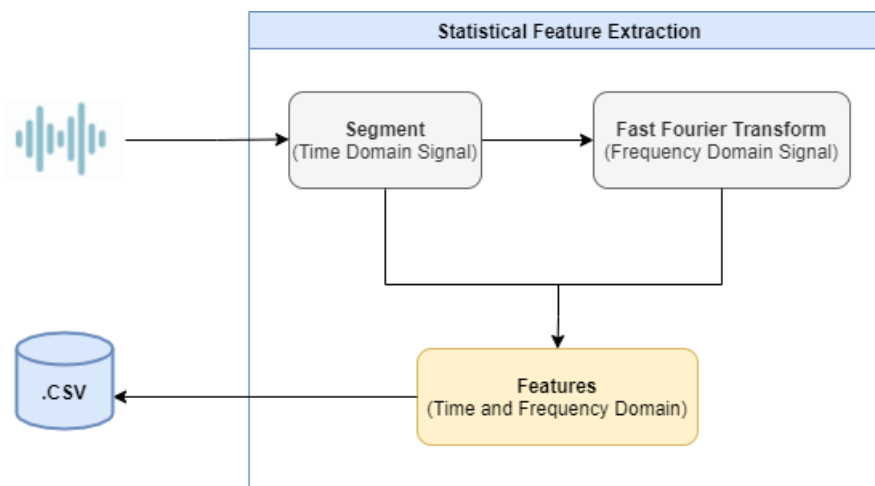 Statistical Feature Extraction
Segment
(Time Domain Signal)
Fast Fourier Transform
(Frequency Domain Signal)
Features
(Time and Frequency Domain)
.CSV